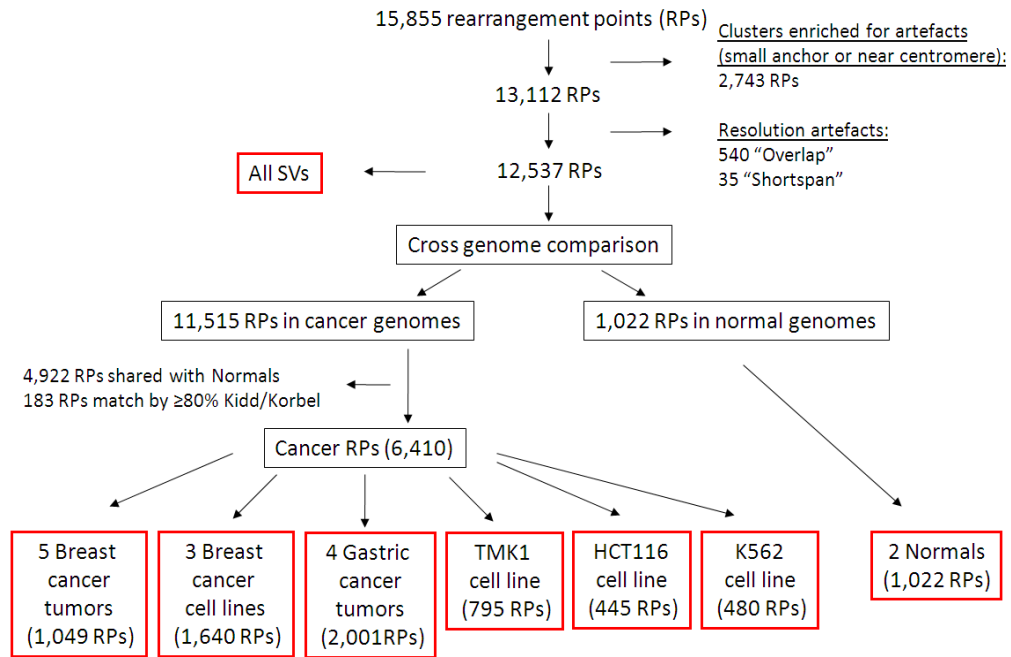 15,855 rearrangement points (RPs)
Clusters enriched for artefacts
(small anchor or near centromere):
2,743 RPs
13,112 RPs
Resolution artefacts:
540 “Overlap”
35 “Shortspan”
12,537 RPs
All SVs
Cross genome comparison
11,515 RPs in cancer genomes
1,022 RPs in normal genomes
4,922 RPs shared with Normals
183 RPs match by ≥80% Kidd/Korbel
Cancer RPs (6,410)
5 Breast
cancer
tumors
(1,049 RPs)
3 Breast
cancer
cell lines
(1,640 RPs)
4 Gastric
cancer
tumors
(2,001RPs)
TMK1
cell line
(795 RPs)
HCT116
cell line
(445 RPs)
K562
cell line
(480 RPs)
2 Normals
(1,022 RPs)